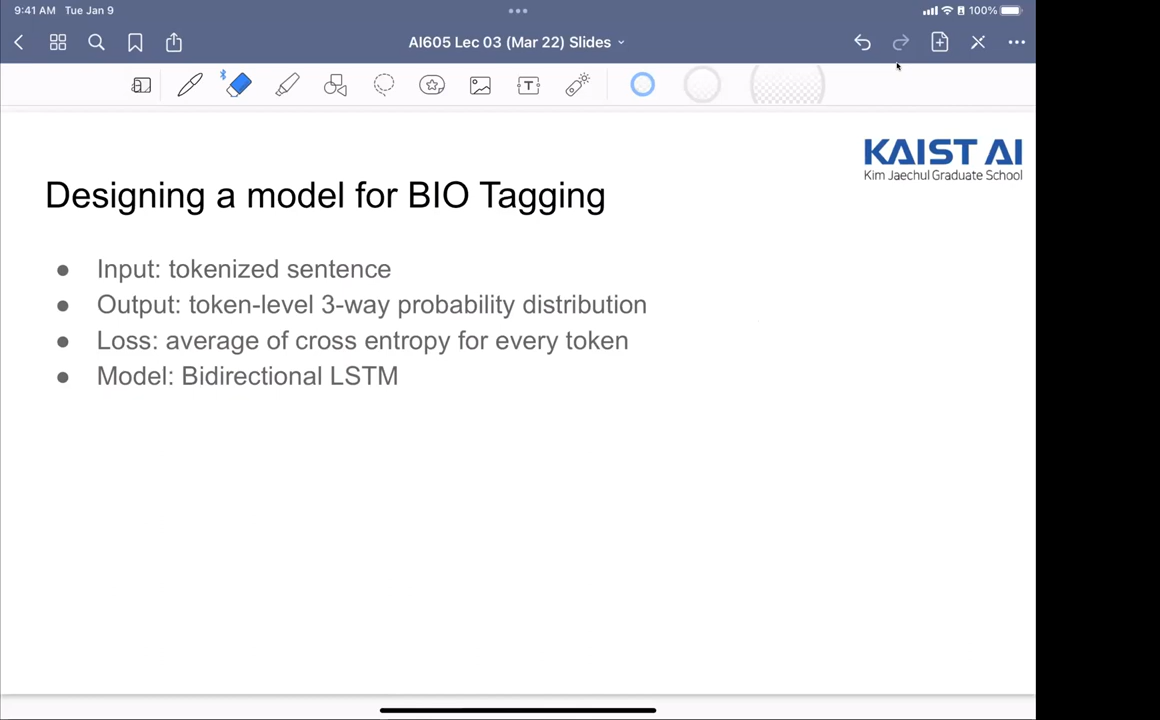 9:41 AM Tue Jan 9
100%
AI605 Lec 03 (Mar 22) Slides
T
KAIST AI
Kim Jaechul Graduate School
Designing a model for BIO Tagging
● Input: tokenized sentence
● Output: token-level 3-way probability distribution
● Loss: average of cross entropy for every token
● Model: Bidirectional LSTM